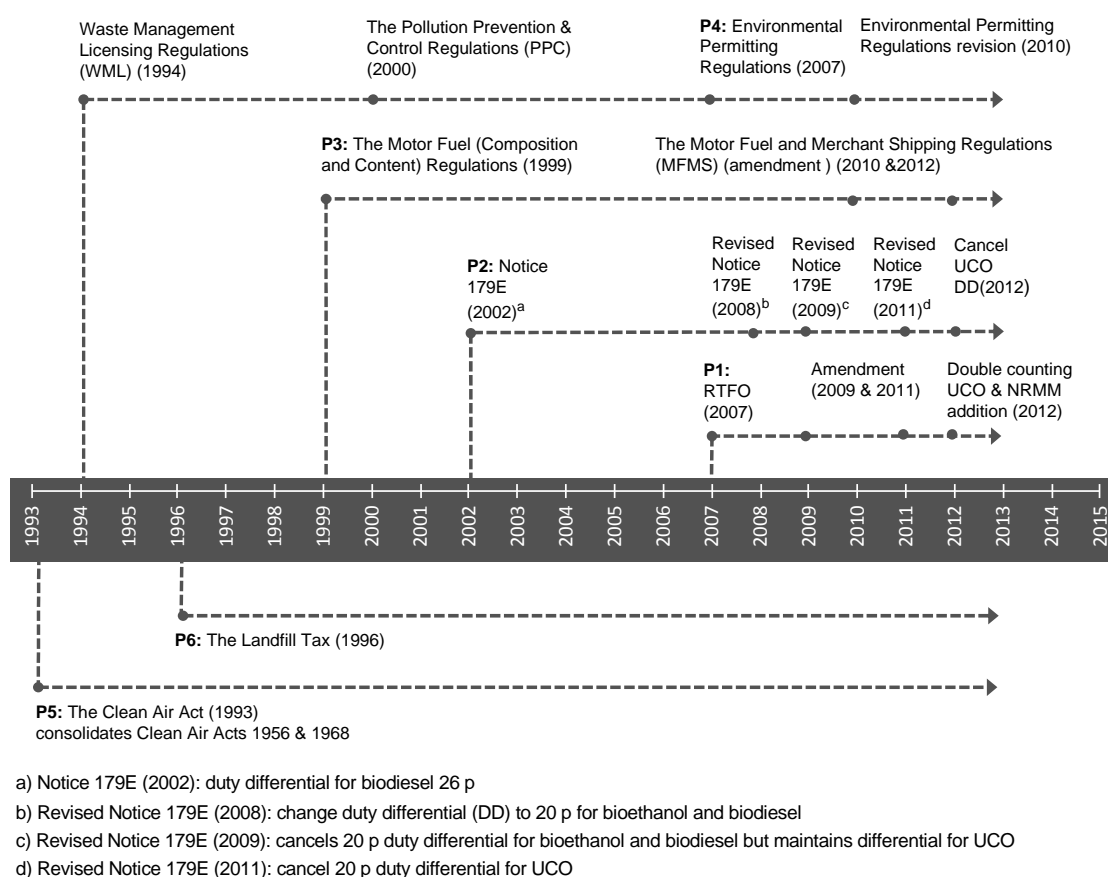 Waste Management
Licensing Regulations
(WML) (1994)
The Pollution Prevention &
Control Regulations (PPC)
(2000)
P4: Environmental
Permitting
Regulations (2007)
Environmental Permitting
Regulations revision (2010)
P3: The Motor Fuel (Composition
and Content) Regulations (1999)
The Motor Fuel and Merchant Shipping Regulations
(MFMS) (amendment ) (2010 &2012)
P2: Notice
179E
(2002)a
Revised
Notice
179E
(2008)b
Revised
Notice
179E
(2009)c
Revised
Notice
179E
(2011)d
Cancel
UCO
DD(2012)
P1:
RTFO
(2007)
Amendment
(2009 & 2011)
Double counting
UCO & NRMM
addition (2012)
1993
1994
1995
1996
1997
1998
1999
2000
2001
2002
2003
2004
2005
2006
2007
2008
2009
2010
2011
2012
2013
2014
2015
P6: The Landfill Tax (1996)
P5: The Clean Air Act (1993)
consolidates Clean Air Acts 1956 & 1968
a) Notice 179E (2002): duty differential for biodiesel 26 p
b) Revised Notice 179E (2008): change duty differential (DD) to 20 p for bioethanol and biodiesel
c) Revised Notice 179E (2009): cancels 20 p duty differential for bioethanol and biodiesel but maintains differential for UCO
d) Revised Notice 179E (2011): cancel 20 p duty differential for UCO